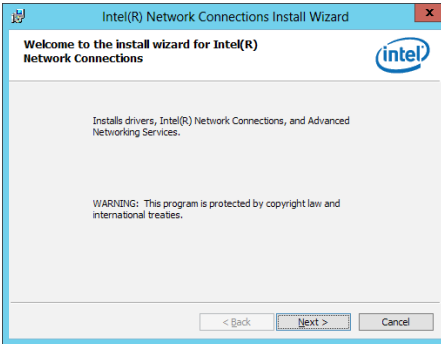 Intel(R) Network Connections Install Wizard
x
Welcome to the install wizard for Intel(R)
Network Connections
intel
Installs drivers, Intel(R) Network Connections, and Advanced
Networking Services.
WARNING: This program is protected by copyright law and
international treaties.
< Back Next > Cancel